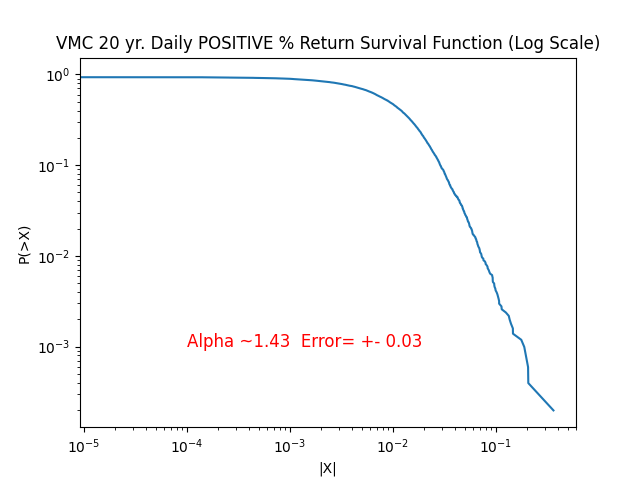 VMC 20 yr. Daily POSITIVE % Return Survival Function (Log Scale)
10⁰
10⁻¹
10⁻²
10⁻³
P(>X)
Alpha ~1.43  Error= +- 0.03
10⁻⁵ 10⁻⁴ 10⁻³ 10⁻² 10⁻¹
|X|